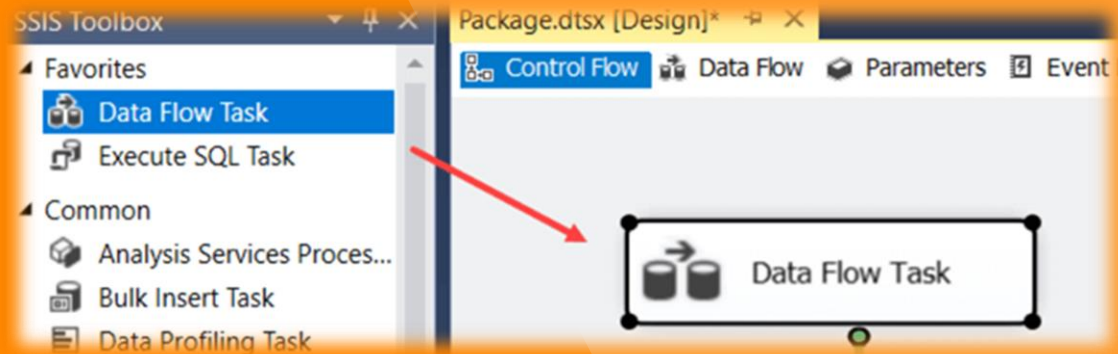 SSIS Toolbox
Package.dtsx [Design]*
Control Flow
Data Flow
Parameters
Event
Favorites
Data Flow Task
Execute SQL Task
Common
Analysis Services Proces...
Bulk Insert Task
Data Profiling Task
Data Flow Task